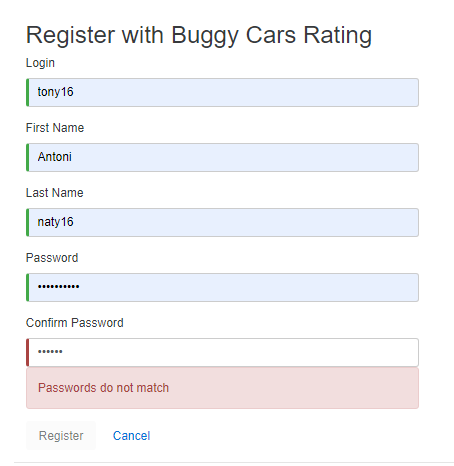 Register with Buggy Cars Rating
Login
tony16
First Name
Antoni
Last Name
naty16
Password
••••••••••
Confirm Password
••••••
Passwords do not match
Register Cancel